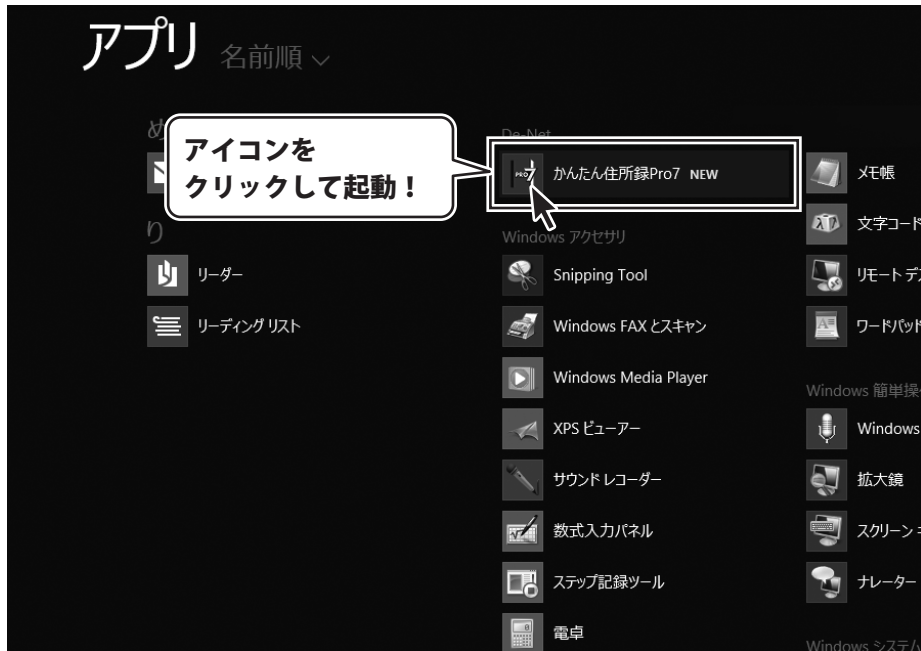 アプリ 名前順
め
アイコンを
クリックして起動！
り
リーダー
リーディング リスト
De-Net
PRO7
かんたん住所録Pro7 NEW
Windows アクセサリ
Snipping Tool
Windows FAX とスキャン
Windows Media Player
XPS ビューアー
サウンド レコーダー
数式入力パネル
ステップ記録ツール
電卓
メモ帳
文字コード
リモート デス
ワードパッド
Windows 簡単操
Windows
拡大鏡
スクリーン
ナレーター
Windows システム